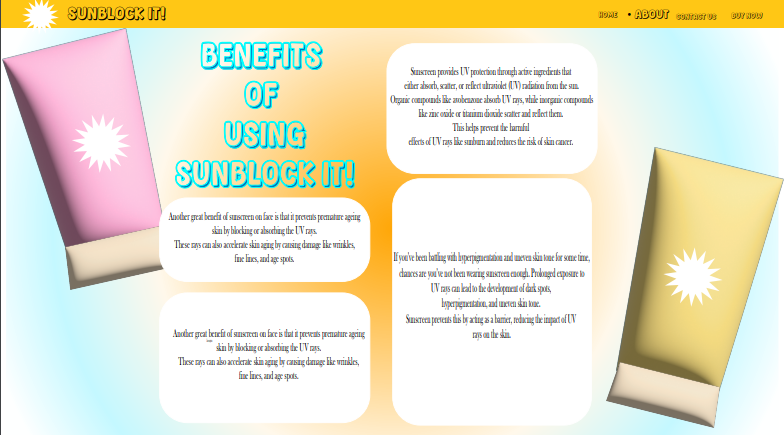 SUNBLOCK IT!
HOME
• ABOUT
CONTACT US
BUY NOW
BENEFITS
OF
USING
SUNBLOCK IT!
Another great benefit of sunscreen on face is that it prevents premature ageing
skin by blocking or absorbing the UV rays.
These rays can also accelerate skin aging by causing damage like wrinkles,
fine lines, and age spots.
Another great benefit of sunscreen on face is that it prevents premature ageing
skin by blocking or absorbing the UV rays.
These rays can also accelerate skin aging by causing damage like wrinkles,
fine lines, and age spots.
Sunscreen provides UV protection through active ingredients that
either absorb, scatter, or reflect ultraviolet (UV) radiation from the sun.
Organic compounds like avobenzone absorb UV rays, while inorganic compounds
like zinc oxide or titanium dioxide scatter and reflect them.
This helps prevent the harmful
effects of UV rays like sunburn and reduces the risk of skin cancer.
If you've been battling with hyperpigmentation and uneven skin tone for some time,
chances are you've not been wearing sunscreen enough. Prolonged exposure to
UV rays can lead to the development of dark spots,
hyperpigmentation, and uneven skin tone.
Sunscreen prevents this by acting as a barrier, reducing the impact of UV
rays on the skin.